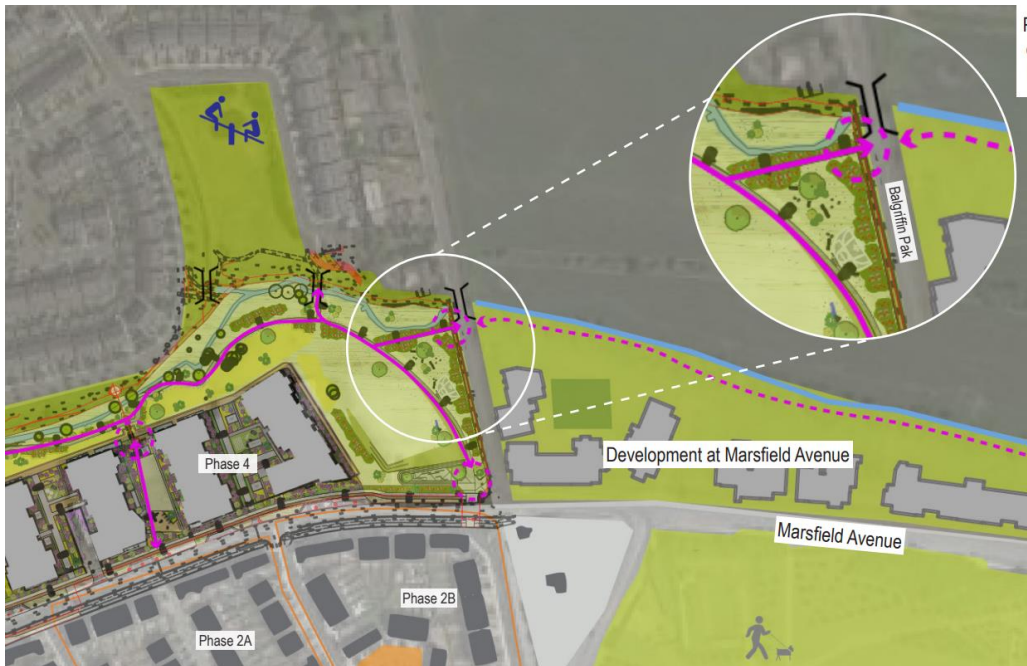 Balgriffin Pak
Phase 4
Development at Marsfield Avenue
Marsfield Avenue
Phase 2B
Phase 2A